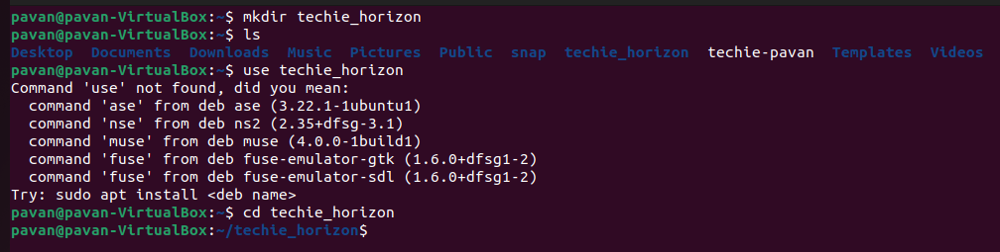 pavan@pavan-VirtualBox:~$ mkdir techie_horizon
pavan@pavan-VirtualBox:~$ ls
Desktop  Documents  Downloads  Music  Pictures  Public  snap  techie_horizon  techie-pavan  Templates  Videos
pavan@pavan-VirtualBox:~$ use techie_horizon
Command 'use' not found, did you mean:
  command 'ase' from deb ase (3.22.1-1ubuntu1)
  command 'nse' from deb ns2 (2.35+dfsg-3.1)
  command 'muse' from deb muse (4.0.0-1build1)
  command 'fuse' from deb fuse-emulator-gtk (1.6.0+dfsg1-2)
  command 'fuse' from deb fuse-emulator-sdl (1.6.0+dfsg1-2)
Try: sudo apt install <deb name>
pavan@pavan-VirtualBox:~$ cd techie_horizon
pavan@pavan-VirtualBox:~/techie_horizon$